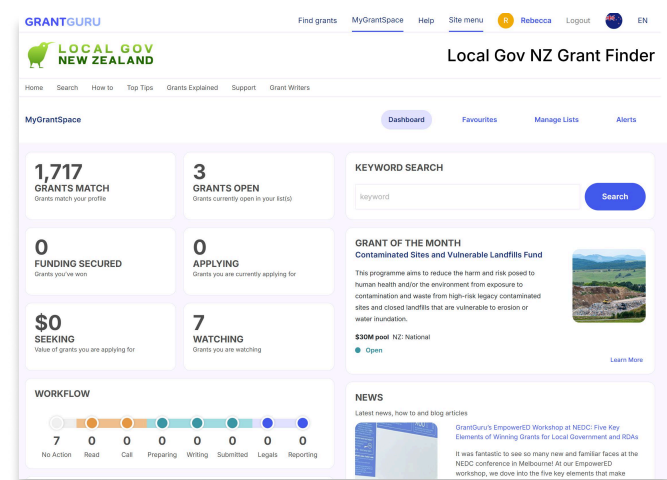 GRANTGURU
Find grants MyGrantSpace Help Site menu R Rebecca Logout EN
LOCAL GOV
NEW ZEALAND
Local Gov NZ Grant Finder
Home Search How to Top Tips Grants Explained Support Grant Writers
MyGrantSpace
Dashboard Favourites Manage Lists Alerts
1,717
GRANTS MATCH
Grants match your profile
3
GRANTS OPEN
Grants currently open in your list(s)
0
FUNDING SECURED
Grants you've won
0
APPLYING
Grants you are currently applying for
$0
SEEKING
Value of grants you are applying for
7
WATCHING
Grants you are watching
WORKFLOW
7 0 0 0 0 0 0 0
No Action Read Call Preparing Writing Submitted Legals Reporting
KEYWORD SEARCH
keyword Search
GRANT OF THE MONTH
Contaminated Sites and Vulnerable Landfills Fund
This programme aims to reduce the harm and risk posed to
human health and/or the environment from exposure to
contamination and waste from high-risk legacy contaminated
sites and closed landfills that are vulnerable to erosion or
water inundation.
$30M pool NZ: National
Open
Learn More
NEWS
Latest news, how to and blog articles
GrantGuru's EmpowerED Workshop at NEDC: Five Key
Elements of Winning Grants for Local Government and RDAs
It was fantastic to see so many new and familiar faces at the
NEDC conference in Melbourne! At our EmpowerED
workshop, we dove into the five key elements that make